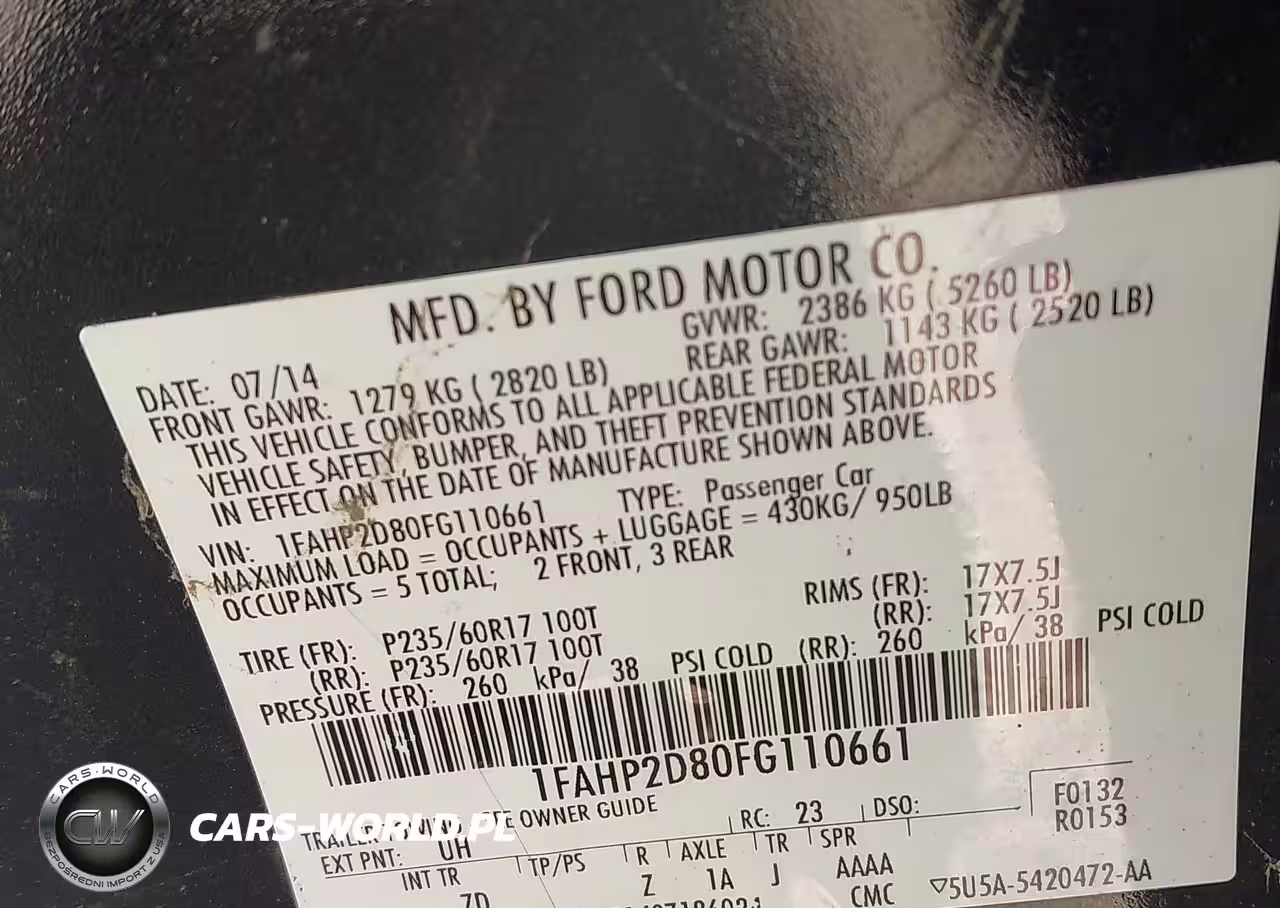 MFD. BY FORD MOTOR CO.
DATE: 07/14 GVWR: 2386 KG ( 5260 LB)
FRONT GAWR: 1279 KG ( 2820 LB) REAR GAWR: 1143 KG ( 2520 LB)
THIS VEHICLE CONFORMS TO ALL APPLICABLE FEDERAL MOTOR
VEHICLE SAFETY, BUMPER, AND THEFT PREVENTION STANDARDS
IN EFFECT ON THE DATE OF MANUFACTURE SHOWN ABOVE.
VIN: 1FAHP2D80FG110661 TYPE: Passenger Car
MAXIMUM LOAD = OCCUPANTS + LUGGAGE = 430KG/ 950LB
OCCUPANTS = 5 TOTAL; 2 FRONT, 3 REAR
TIRE (FR): P235/60R17 100T RIMS (FR): 17X7.5J
(RR): P235/60R17 100T (RR): 17X7.5J
PRESSURE (FR): 260 kPa/ 38 PSI COLD (RR): 260 kPa/ 38 PSI COLD
1FAHP2D80FG110661
OWNER GUIDE
RC: 23 DSO: F0132
R0153
EXT PNT: UH
INT TR TP/PS R AXLE TR SPR
Z 1A J AAAA
CMC 5U5A-5420472-AA
CARS-WORLD
CW
BEZPOŚREDNI IMPORT Z USA
CARS-WORLD.PL